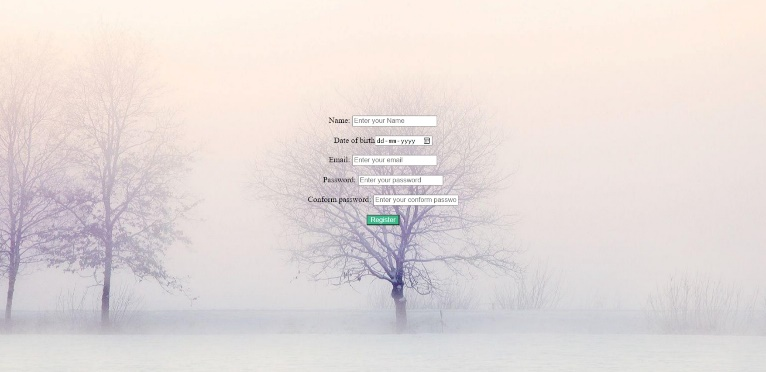 Name: Enter your Name
Date of birth dd-mm-yyyy
Email: Enter your email
Password: Enter your password
Conform password: Enter your conform passwo
Register